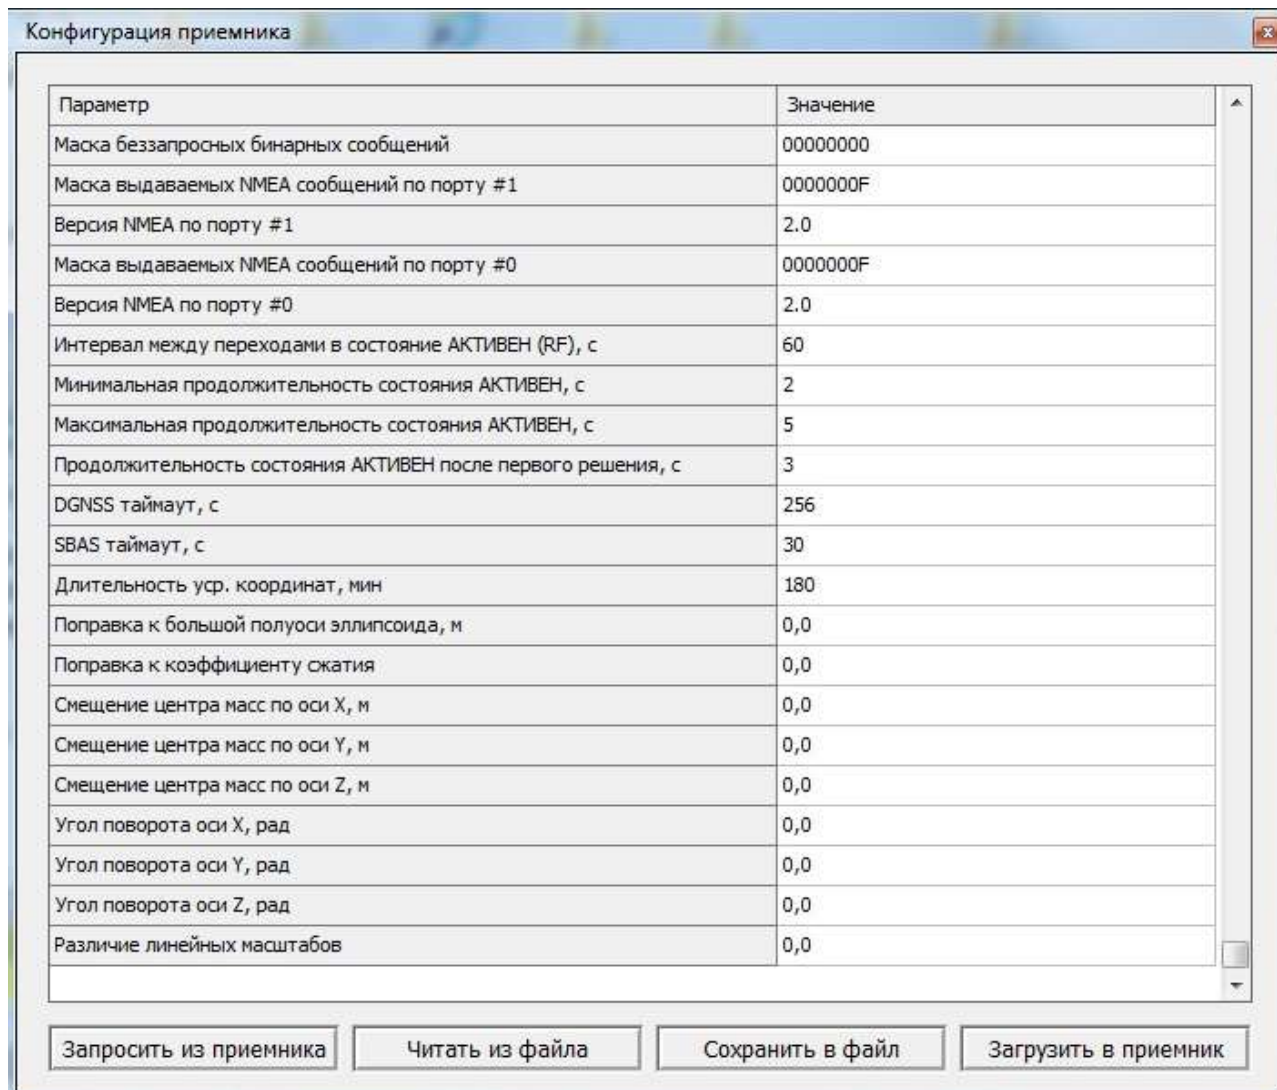 Конфигурация приемника
Параметр Значение
Маска беззапросных бинарных сообщений 00000000
Маска выдаваемых NMEA сообщений по порту #1 0000000F
Версия NMEA по порту #1 2.0
Маска выдаваемых NMEA сообщений по порту #0 0000000F
Версия NMEA по порту #0 2.0
Интервал между переходами в состояние АКТИВЕН (RF), с 60
Минимальная продолжительность состояния АКТИВЕН, с 2
Максимальная продолжительность состояния АКТИВЕН, с 5
Продолжительность состояния АКТИВЕН после первого решения, с 3
DGNSS таймаут, с 256
SBAS таймаут, с 30
Длительность уср. координат, мин 180
Поправка к большой полуоси эллипсоида, м 0,0
Поправка к коэффициенту сжатия 0,0
Смещение центра масс по оси X, м 0,0
Смещение центра масс по оси Y, м 0,0
Смещение центра масс по оси Z, м 0,0
Угол поворота оси X, рад 0,0
Угол поворота оси Y, рад 0,0
Угол поворота оси Z, рад 0,0
Различие линейных масштабов 0,0
Запросить из приемника Читать из файла Сохранить в файл Загрузить в приемник